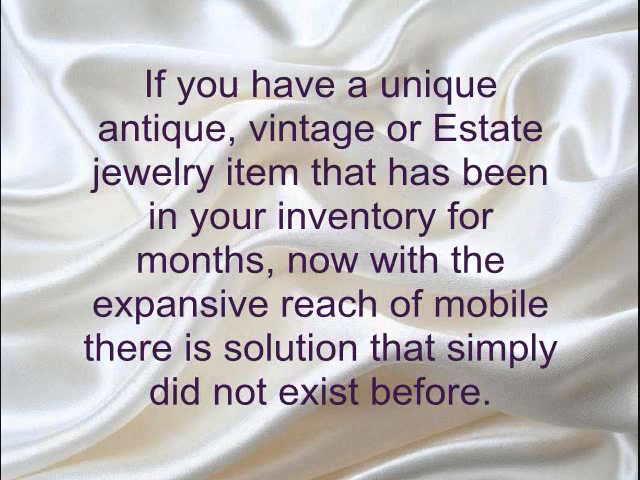 If you have a unique
antique, vintage or Estate
jewelry item that has been
in your inventory for
months, now with the
expansive reach of mobile
there is solution that simply
did not exist before.